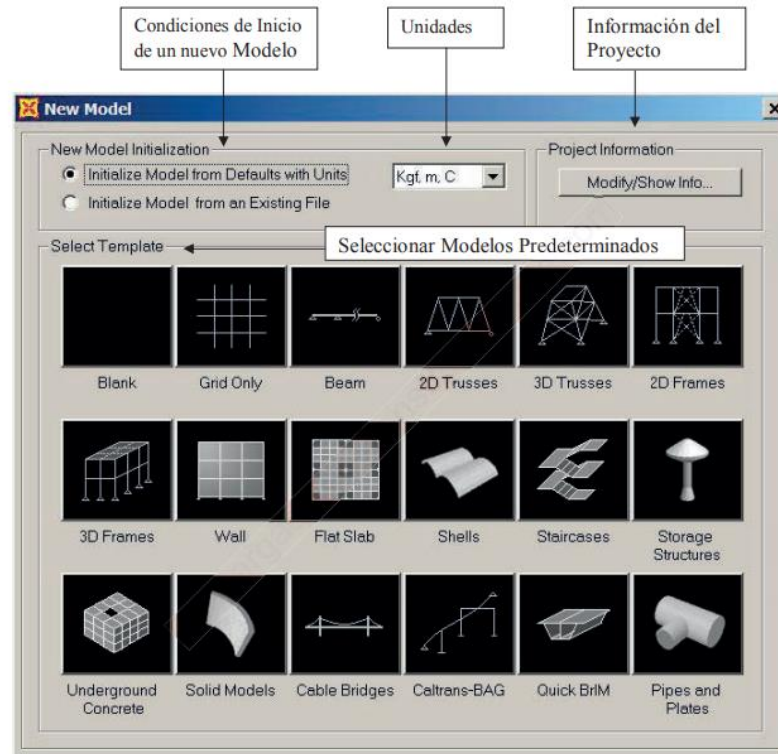 Condiciones de Inicio
de un nuevo Modelo
Unidades
Información del
Proyecto
New Model
New Model Initialization
Initialize Model from Defaults with Units
Kgf, m, C
Initialize Model from an Existing File
Project Information
Modify/Show Info...
Select Template
Seleccionar Modelos Predeterminados
Blank
Grid Only
Beam
2D Trusses
3D Trusses
2D Frames
3D Frames
Wall
Flat Slab
Shells
Staircases
Storage
Structures
Underground
Concrete
Solid Models
Cable Bridges
Caltrans-BAG
Quick BrIM
Pipes and
Plates